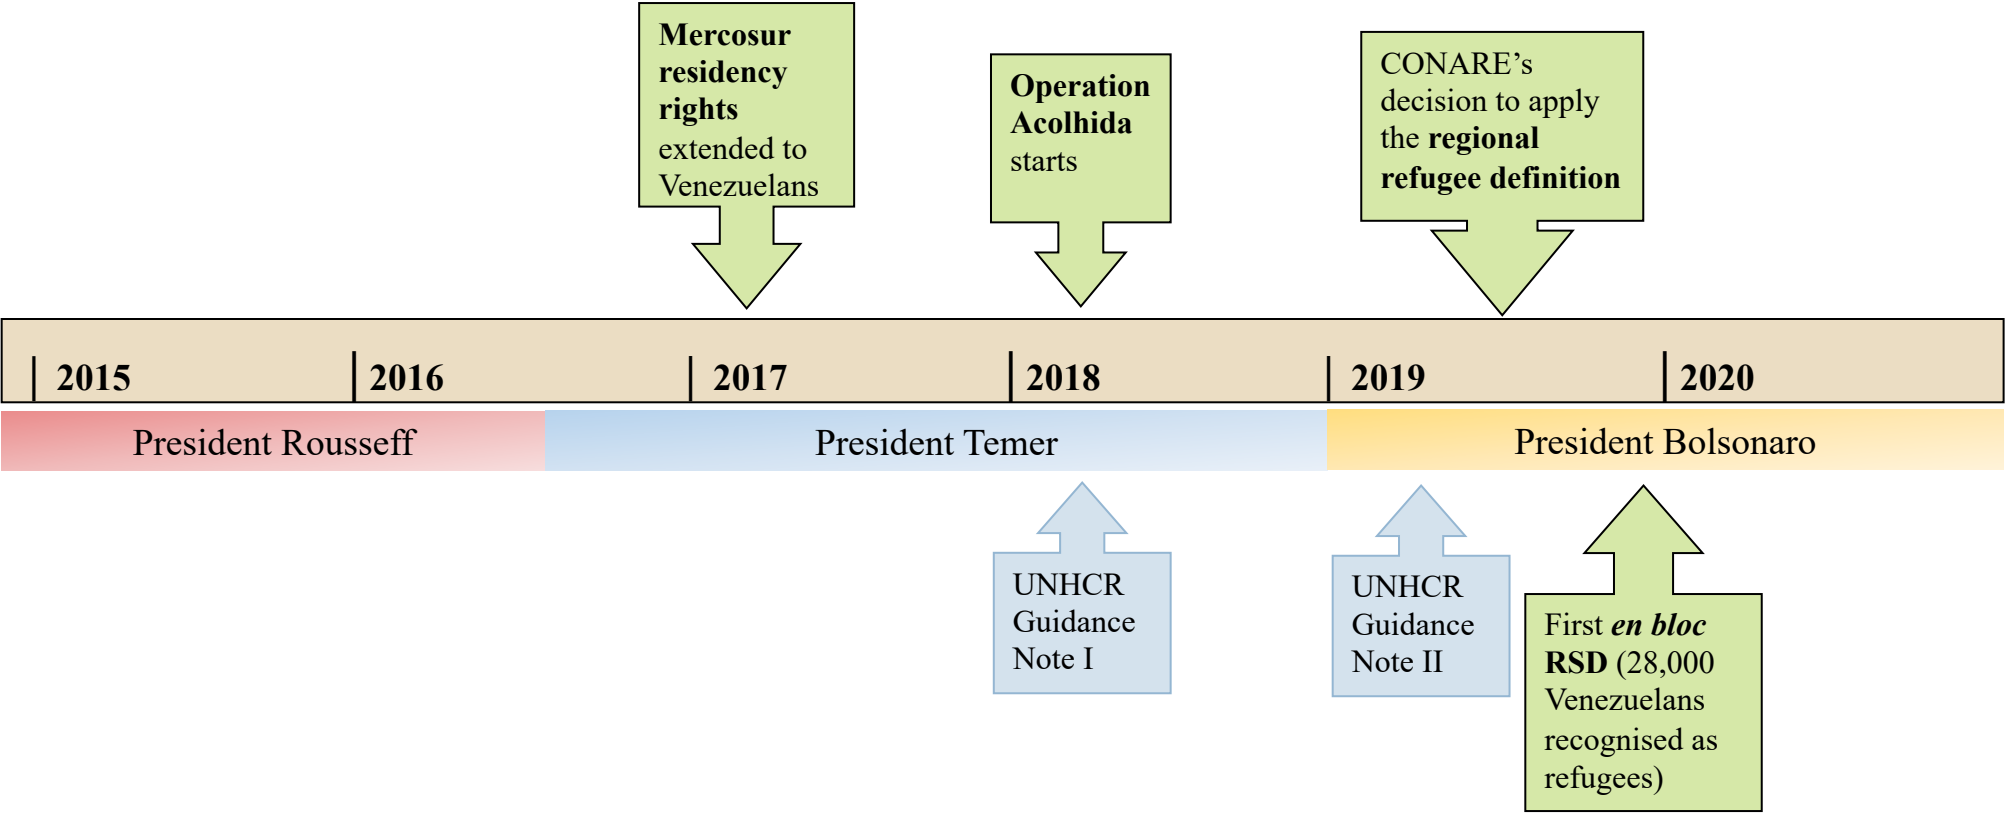 Mercosur
residency
rights
extended to
Venezuelans
Operation
Acolhida
starts
CONARE’s
decision to apply
the regional
refugee definition
2015
2016
2017
2018
2019
2020
President Rousseff
President Temer
President Bolsonaro
UNHCR
Guidance
Note I
UNHCR
Guidance
Note II
First en bloc
RSD (28,000
Venezuelans
recognised as
refugees)